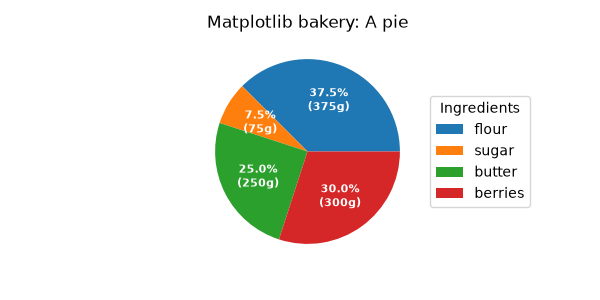 Matplotlib bakery: A pie
37.5%
(375g)
7.5%
(75g)
25.0%
(250g)
30.0%
(300g)
Ingredients
flour
sugar
butter
berries